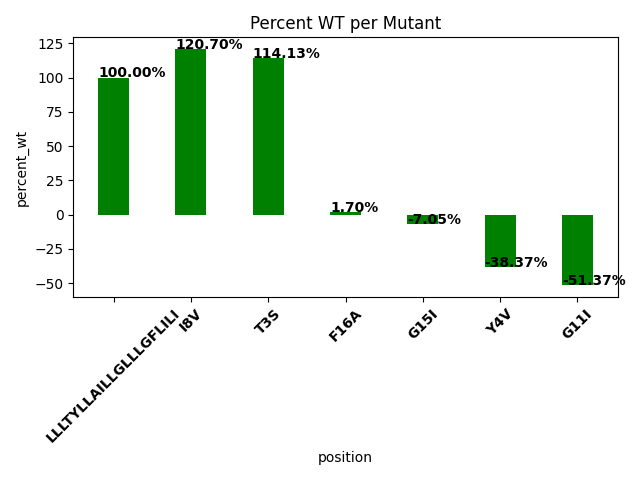 Percent WT per Mutant
percent_wt
125
100
75
50
25
0
−25
−50
100.00%
120.70%
114.13%
1.70%
-7.05%
-38.37%
-51.37%
LLLTYLLAILLGLLLGFLILI
I8V
T3S
F16A
G15I
Y4V
G11I
position